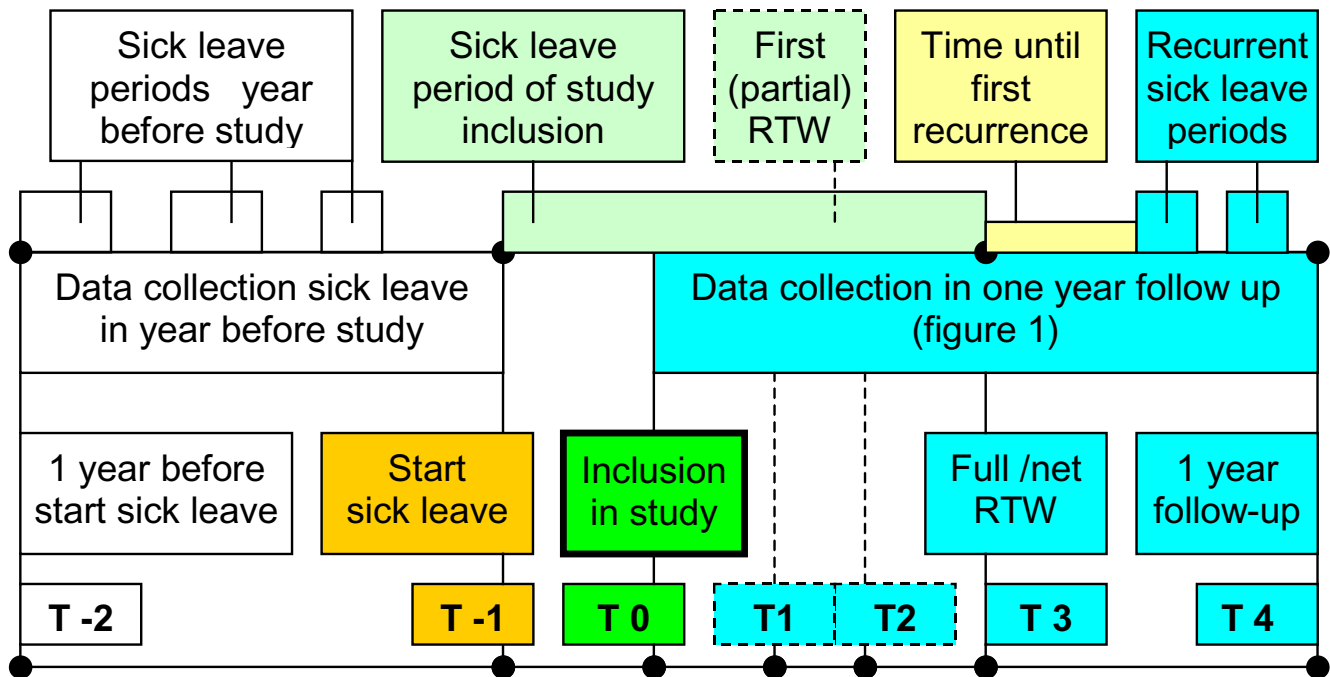 Sick leave
periods year
before study
Sick leave
period of study
inclusion
First
(partial)
RTW
Time until
first
recurrence
Recurrent
sick leave
periods
Data collection sick leave
in year before study
Data collection in one year follow up
(figure 1)
1 year before
start sick leave
Start
sick leave
Inclusion
in study
Full /net
RTW
1 year
follow-up
T -2
T -1
T 0
T1
T2
T 3
T 4